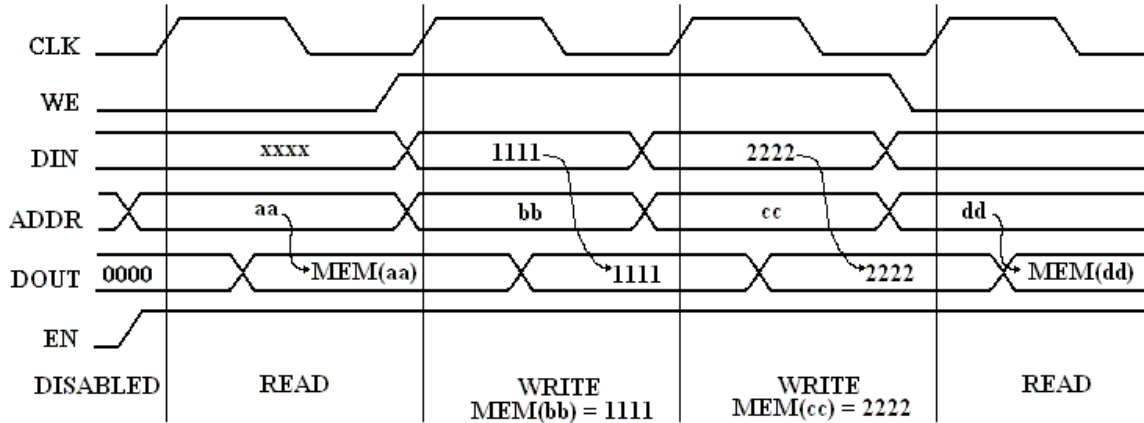 CLK
WE
DIN xxxx 1111 2222
ADDR aa bb cc dd
DOUT 0000 MEM(aa) 1111 2222 MEM(dd)
EN
DISABLED READ WRITE WRITE READ
MEM(bb) = 1111 MEM(cc) = 2222